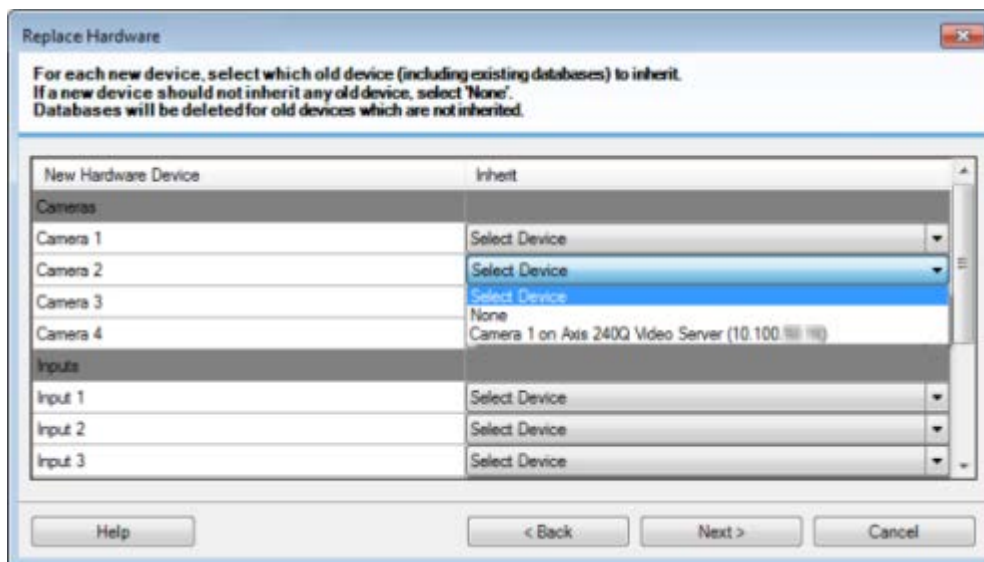 Replace Hardware
For each new device, select which old device (including existing databases) to inherit.
If a new device should not inherit any old device, select 'None'.
Databases will be deleted for old devices which are not inherited.
New Hardware Device Inherit
Cameras
Camera 1 Select Device
Camera 2 Select Device
Select Device
Camera 3
None
Camera 4 Camera 1 on Axis 240Q Video Server (10.100.
Inputs
Input 1 Select Device
Input 2 Select Device
Input 3 Select Device
Help < Back Next > Cancel